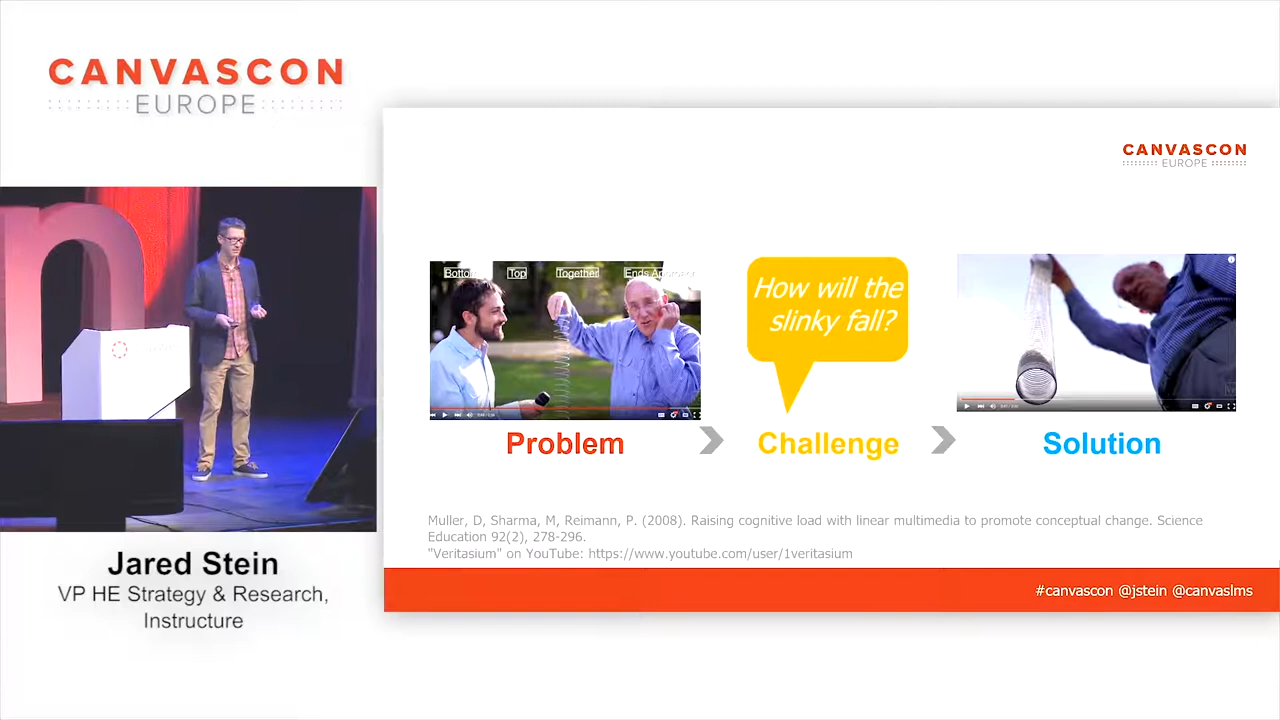 CANVASCON
EUROPE
Jared Stein
VP HE Strategy & Research,
Instructure
CANVASCON
EUROPE
Top
Together
How will the
slinky fall?
Problem
Challenge
Solution
Muller, D, Sharma, M, Reimann, P. (2008). Raising cognitive load with linear multimedia to promote conceptual change. Science
Education 92(2), 278-296.
"Veritasium" on YouTube: https://www.youtube.com/user/1veritasium
#canvascon @jstein @canvaslms